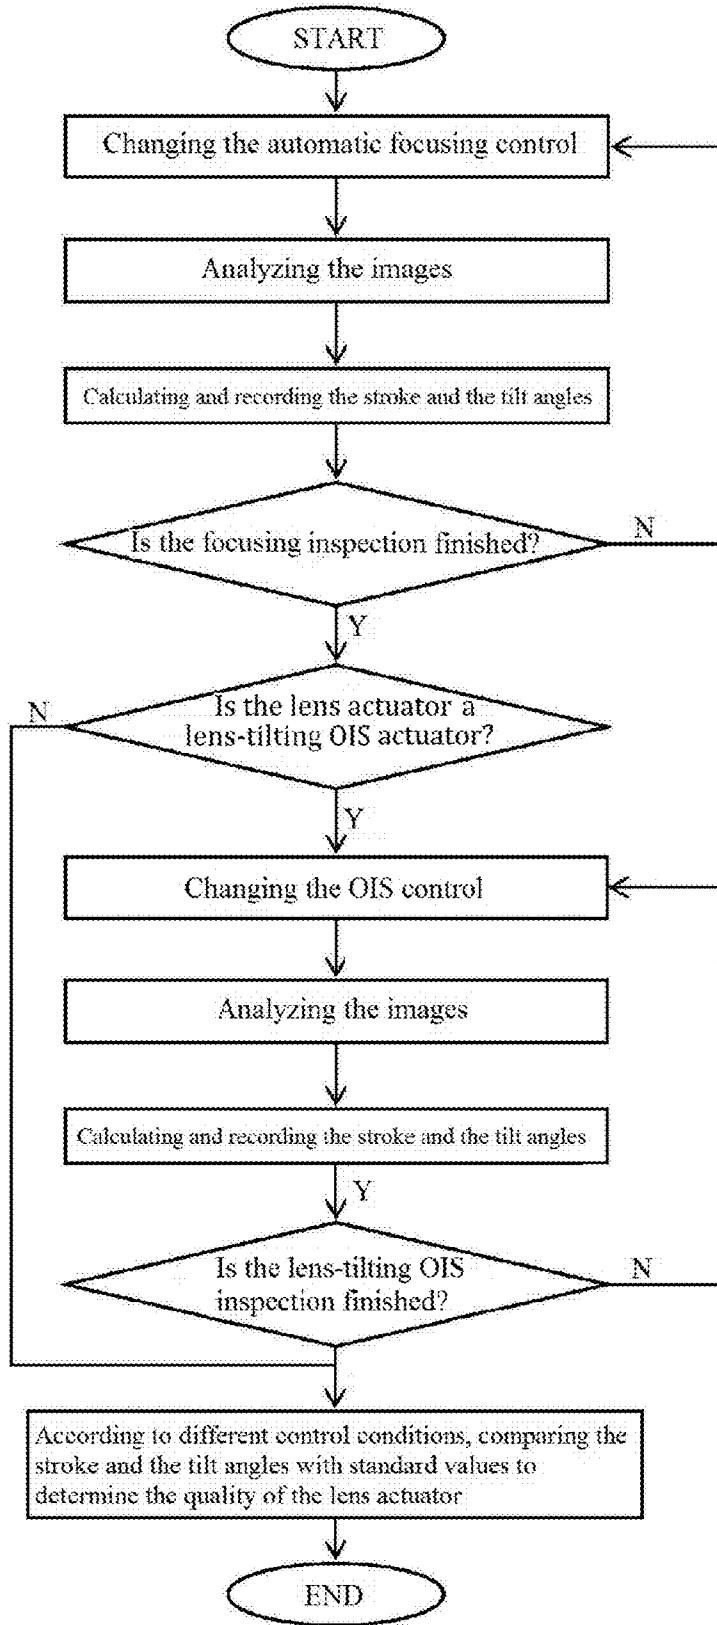 START
Changing the automatic focusing control
Analyzing the images
Calculating and recording the stroke and the tilt angles
Is the focusing inspection finished?
N
Y
N
Is the lens actuator a
lens-tilting OIS actuator?
Y
Changing the OIS control
Analyzing the images
Calculating and recording the stroke and the tilt angles
Y
Is the lens-tilting OIS
inspection finished?
N
According to different control conditions, comparing the
stroke and the tilt angles with standard values to
determine the quality of the lens actuator
END